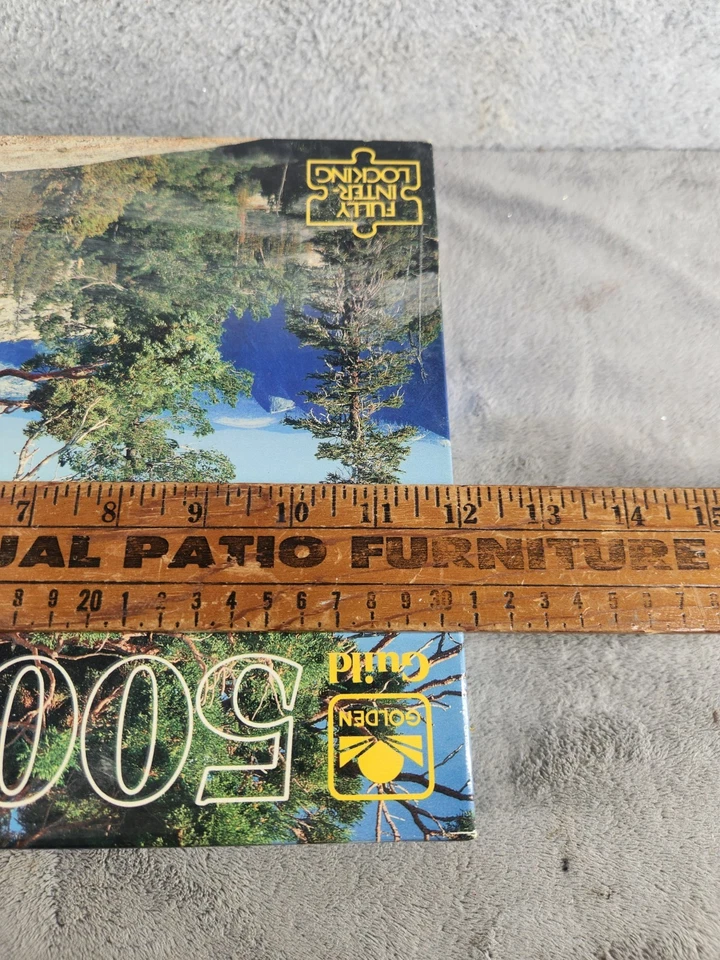 FULLY
INTER-
LOCKING
7 8 9 10 11 12 13 14 15
UAL PATIO FURNITURE
8 9 20 1 2 3 4 5 6 7 8 9 30 1 2 3 4 5 6 7 8
500
Guild
GOLDEN